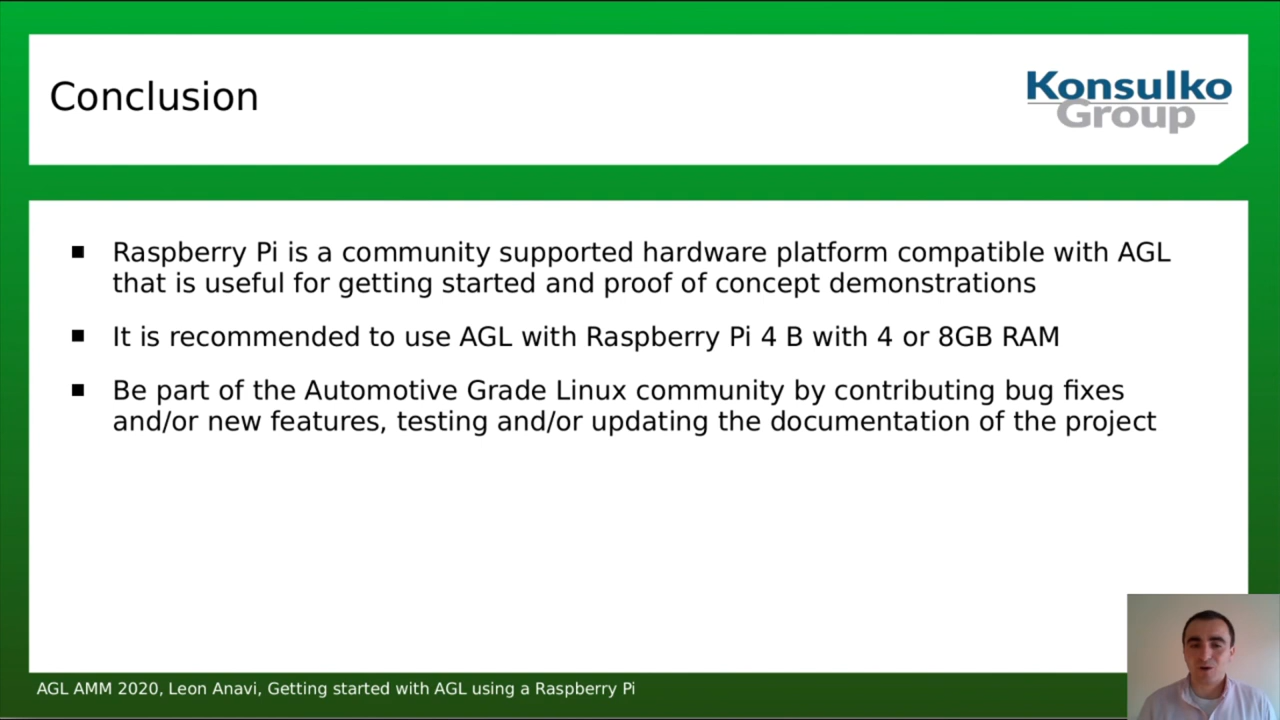 Conclusion
Konsulko
Group
Raspberry Pi is a community supported hardware platform compatible with AGL
that is useful for getting started and proof of concept demonstrations
It is recommended to use AGL with Raspberry Pi 4 B with 4 or 8GB RAM
Be part of the Automotive Grade Linux community by contributing bug fixes
and/or new features, testing and/or updating the documentation of the project
AGL AMM 2020, Leon Anavi, Getting started with AGL using a Raspberry Pi